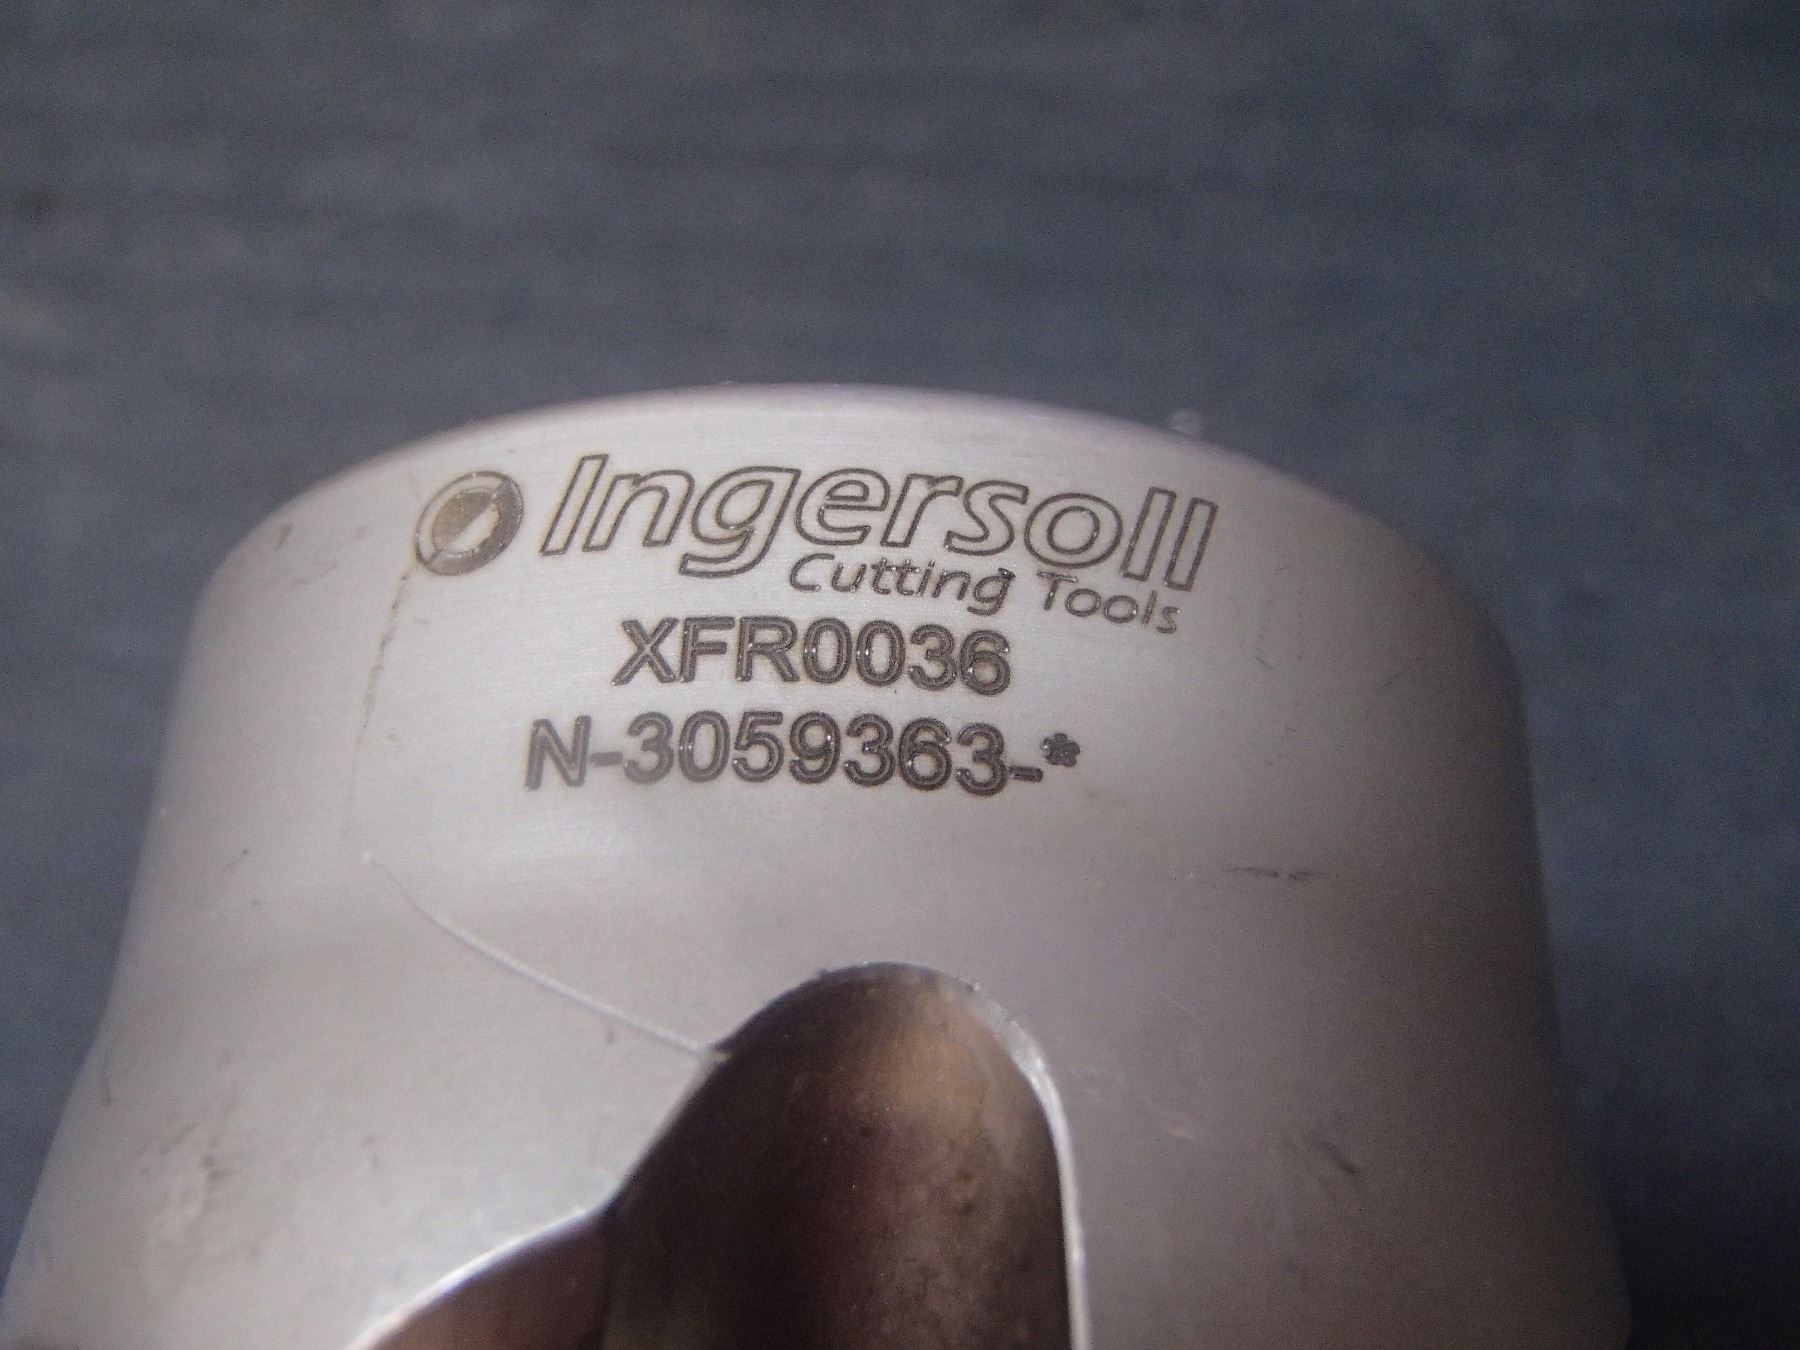 Ingersoll
Cutting Tools
XFR0036
N-3059363-*